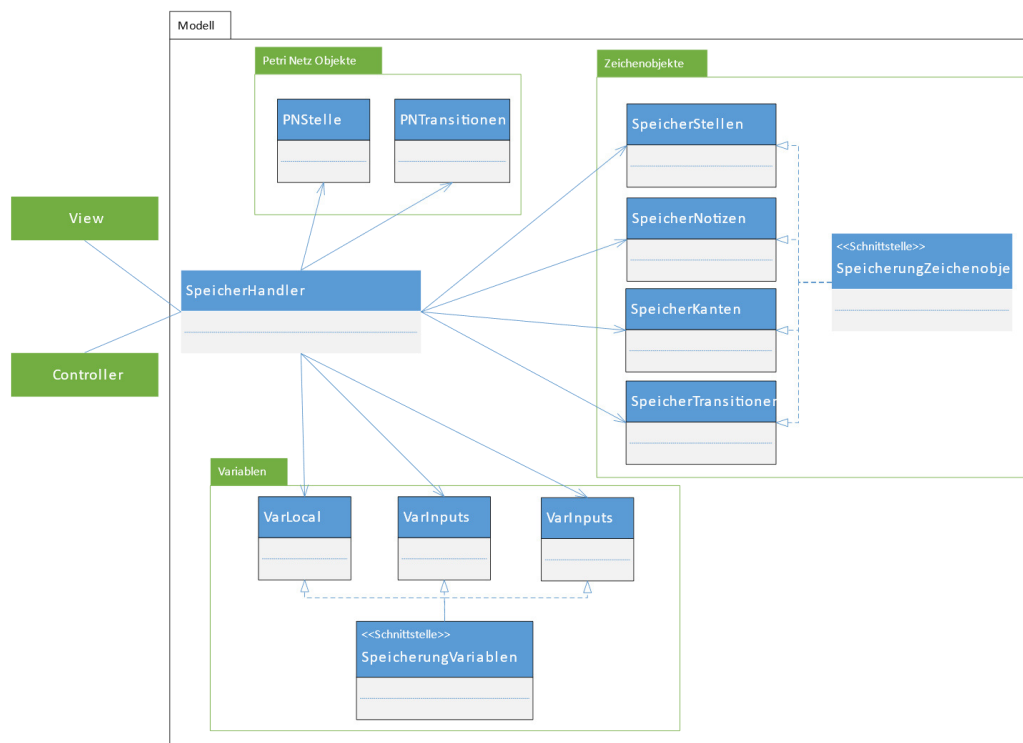 Modell
Petri Netz Objekte
PNStelle
PNTransitionen
Zeichenobjekte
SpeicherStellen
SpeicherNotizen
SpeicherKanten
SpeicherTransitioner
<<Schnittstelle>>
SpeicherungZeichenobje
View
Controller
SpeicherHandler
Variablen
VarLocal
VarInputs
VarInputs
<<Schnittstelle>>
SpeicherungVariablen